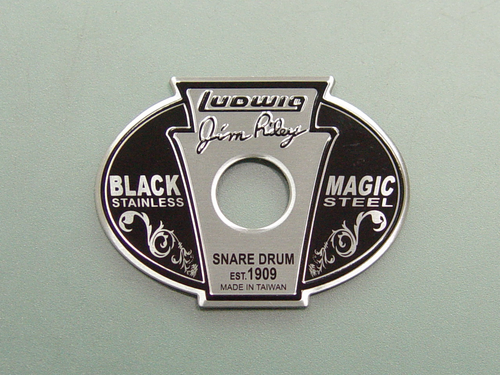 Ludwig
Jim Riley
BLACK MAGIC
STAINLESS STEEL
SNARE DRUM
EST. 1909
MADE IN TAIWAN